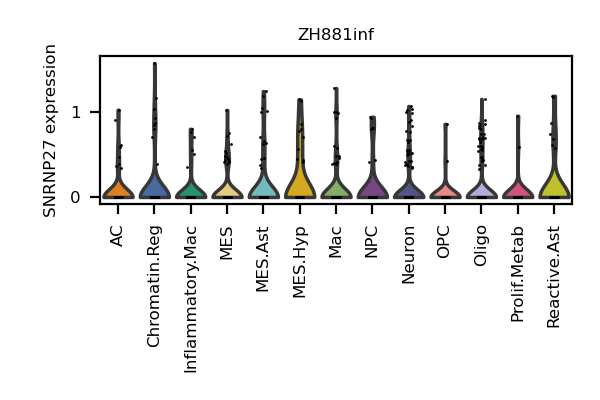 ZH881inf
SNRNP27 expression
1
0
AC
Chromatin.Reg
Inflammatory.Mac
MES
MES.Ast
MES.Hyp
Mac
NPC
Neuron
OPC
Oligo
Prolif.Metab
Reactive.Ast